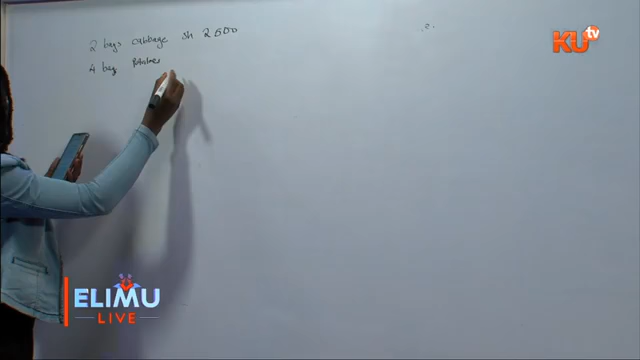 2 bags cabbage sh 2500
4 bag Potatoes
KU tv
ELIMU
LIVE